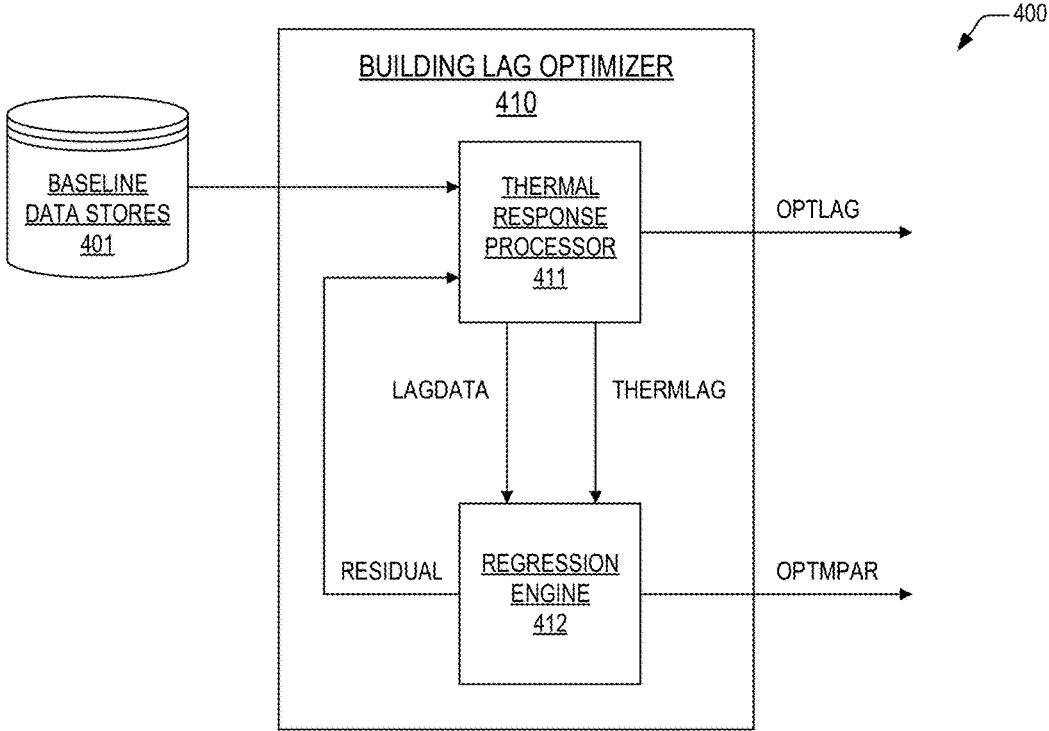 400
BUILDING LAG OPTIMIZER
410
BASELINE
DATA STORES
401
THERMAL
RESPONSE
PROCESSOR
411
OPTLAG
LAGDATA
THERMLAG
RESIDUAL
REGRESSION
ENGINE
412
OPTMPAR